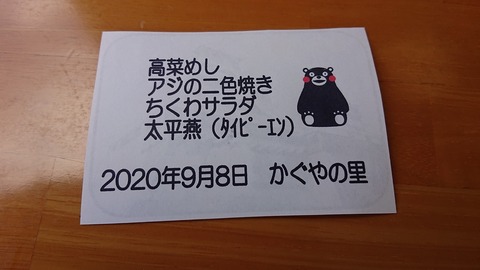 高菜めし
アジの二色焼き
ちくわサラダ
太平燕（ﾀｲﾋﾟｰｴﾝ）
2020年9月8日　かぐやの里